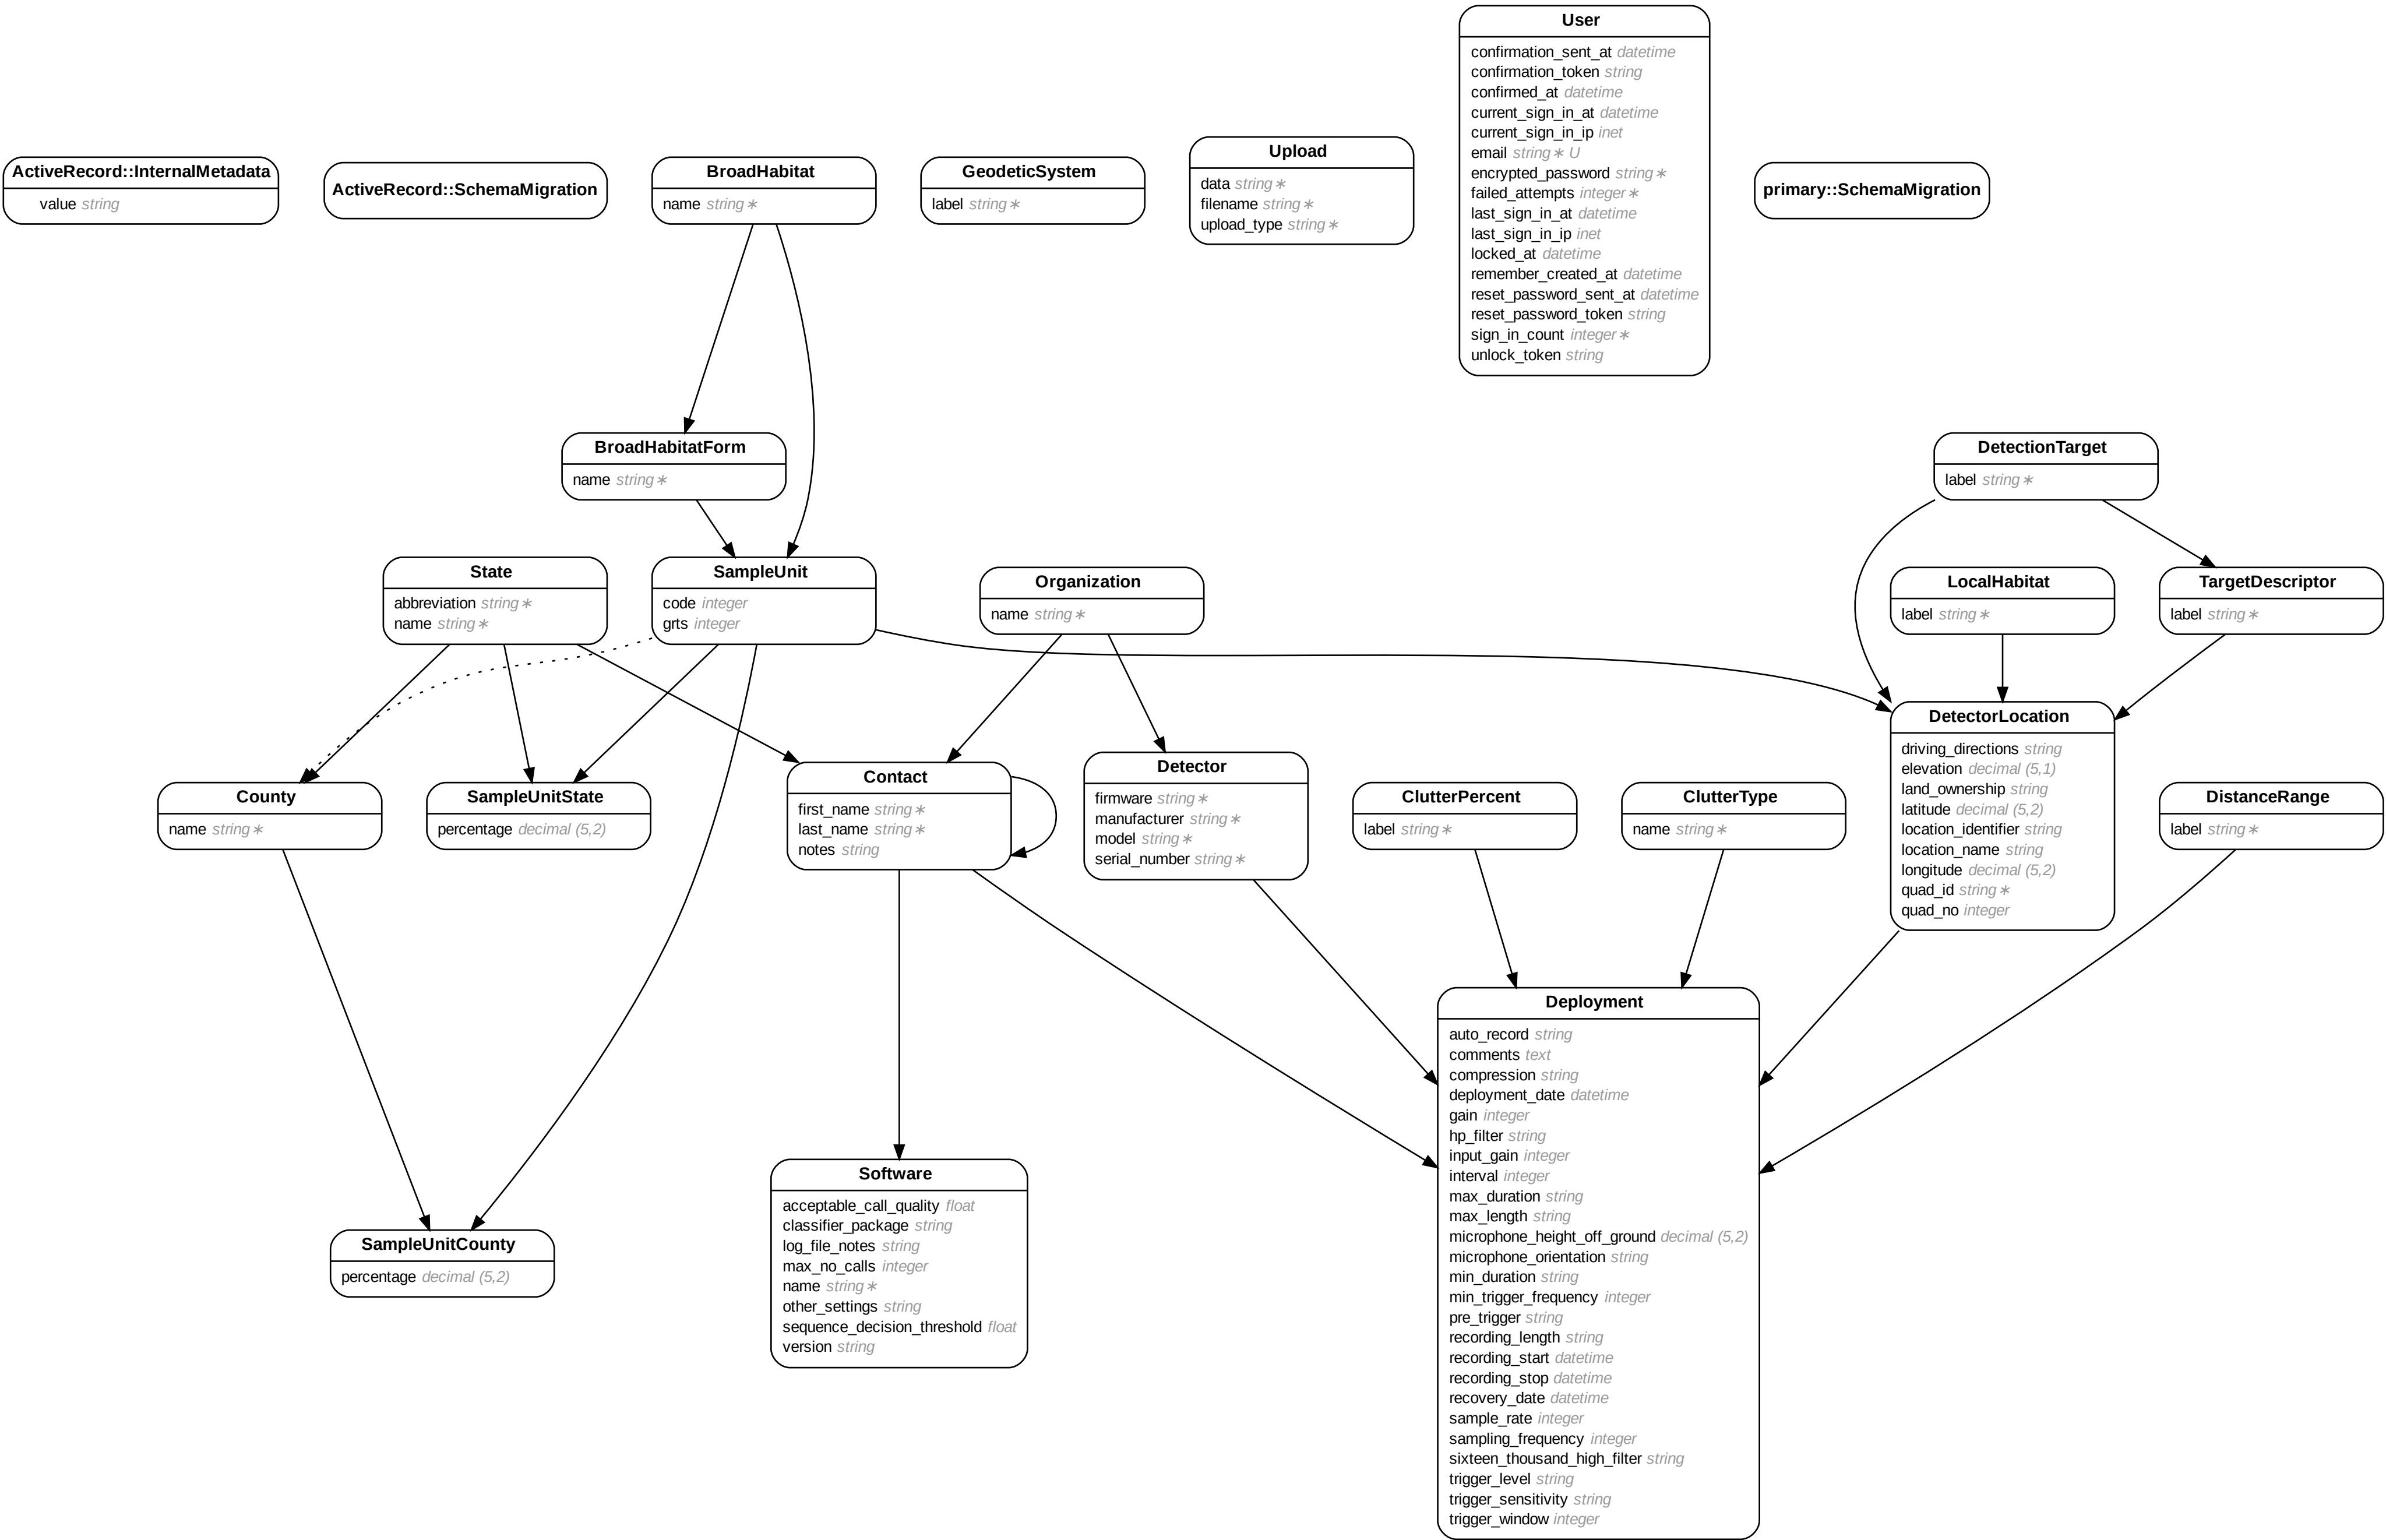 User
confirmation_sent_at datetime
confirmation_token string
confirmed_at datetime
current_sign_in_at datetime
current_sign_in_ip inet
email string∗ U
encrypted_password string∗
failed_attempts integer∗
last_sign_in_at datetime
last_sign_in_ip inet
locked_at datetime
remember_created_at datetime
reset_password_sent_at datetime
reset_password_token string
sign_in_count integer∗
unlock_token string
ActiveRecord::InternalMetadata
value string
ActiveRecord::SchemaMigration
BroadHabitat
name string∗
GeodeticSystem
label string∗
Upload
data string∗
filename string∗
upload_type string∗
primary::SchemaMigration
BroadHabitatForm
name string∗
DetectionTarget
label string∗
State
abbreviation string∗
name string∗
SampleUnit
code integer
grts integer
Organization
name string∗
LocalHabitat
label string∗
TargetDescriptor
label string∗
County
name string∗
SampleUnitState
percentage decimal (5,2)
Contact
first_name string∗
last_name string∗
notes string
Detector
firmware string∗
manufacturer string∗
model string∗
serial_number string∗
ClutterPercent
label string∗
ClutterType
name string∗
DetectorLocation
driving_directions string
elevation decimal (5,1)
land_ownership string
latitude decimal (5,2)
location_identifier string
location_name string
longitude decimal (5,2)
quad_id string∗
quad_no integer
DistanceRange
label string∗
SampleUnitCounty
percentage decimal (5,2)
Software
acceptable_call_quality float
classifier_package string
log_file_notes string
max_no_calls integer
name string∗
other_settings string
sequence_decision_threshold float
version string
Deployment
auto_record string
comments text
compression string
deployment_date datetime
gain integer
hp_filter string
input_gain integer
interval integer
max_duration string
max_length string
microphone_height_off_ground decimal (5,2)
microphone_orientation string
min_duration string
min_trigger_frequency integer
pre_trigger string
recording_length string
recording_start datetime
recording_stop datetime
recovery_date datetime
sample_rate integer
sampling_frequency integer
sixteen_thousand_high_filter string
trigger_level string
trigger_sensitivity string
trigger_window integer